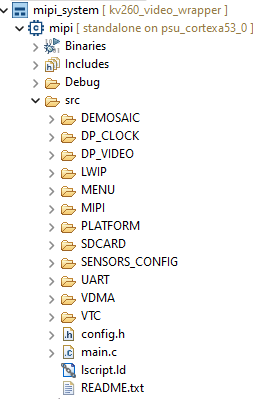 mipi_system [ kv260_video_wrapper ]
mipi [ standalone on psu_cortexa53_0 ]
Binaries
Includes
Debug
src
DEMOSAIC
DP_CLOCK
DP_VIDEO
LWIP
MENU
MIPI
PLATFORM
SDCARD
SENSORS_CONFIG
UART
VDMA
VTC
config.h
main.c
lscript.ld
README.txt